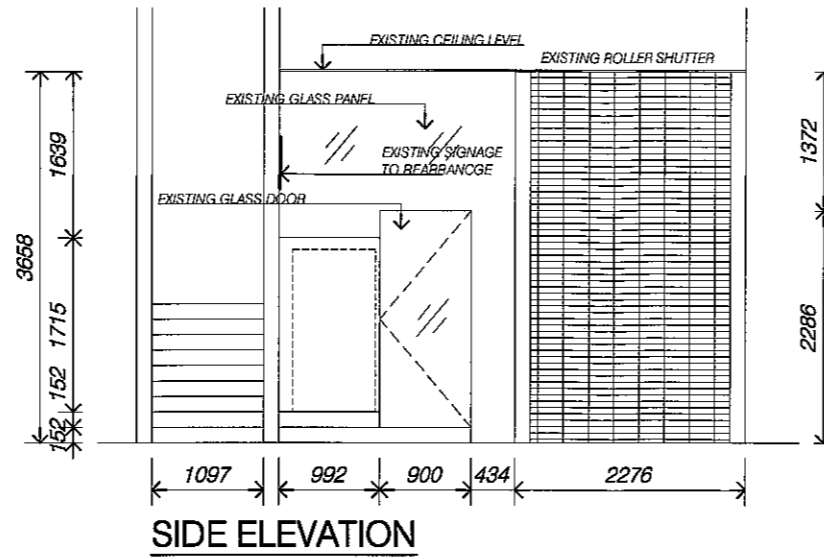 EXISTING CEILING LEVEL
EXISTING ROLLER SHUTTER
EXISTING GLASS PANEL
EXISTING SIGNAGE
TO REARRANCGE
EXISTING GLASS DOOR
3658
1639
1715
152
152
1372
2286
1097
992
900
434
2276
SIDE ELEVATION